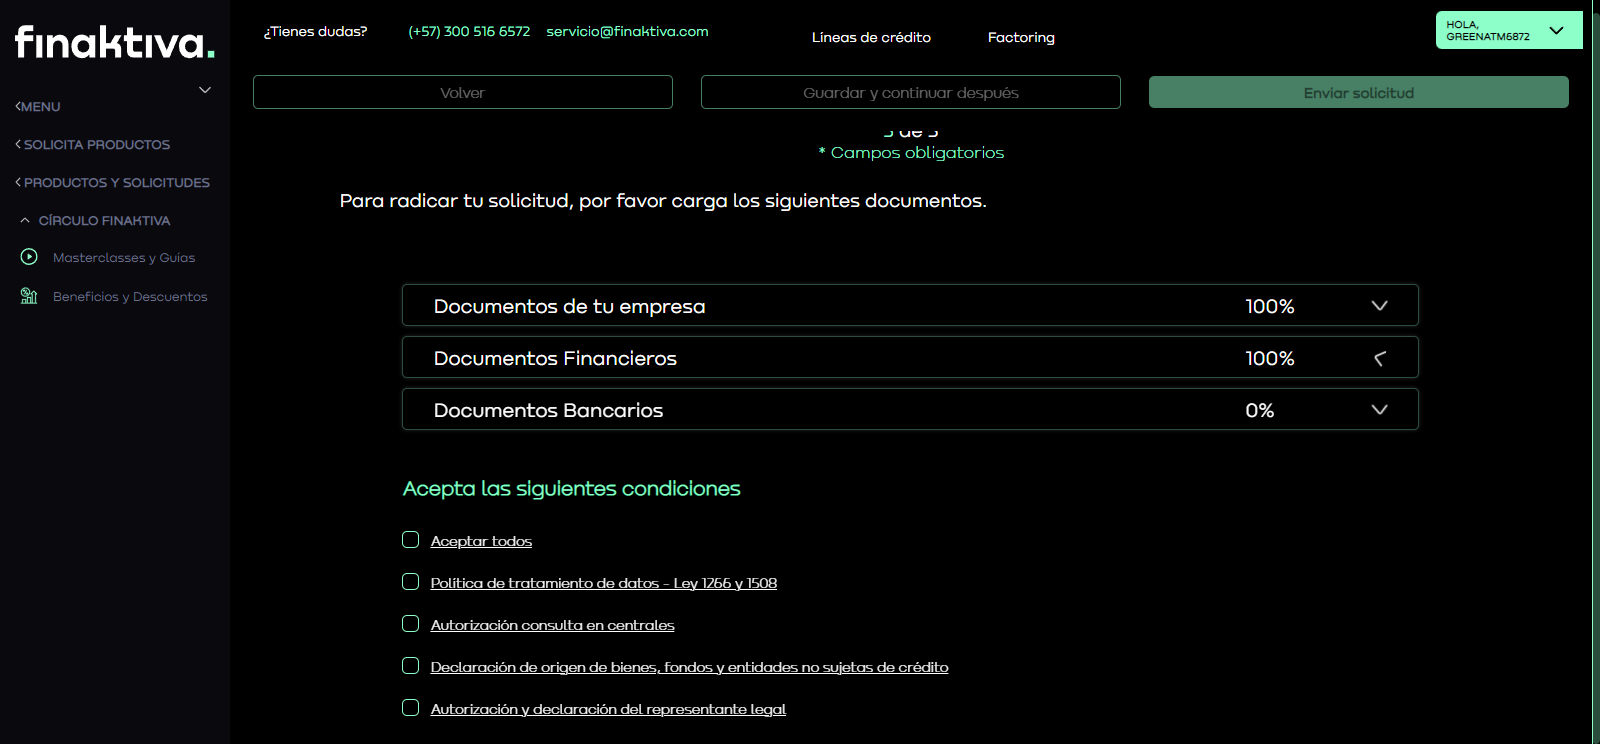 finaktiva.
¿Tienes dudas? (+57) 300 516 6572 servicio@finaktiva.com Líneas de crédito Factoring
HOLA,
GREENATM6872
Volver Guardar y continuar después Enviar solicitud
MENU
SOLICITA PRODUCTOS
PRODUCTOS Y SOLICITUDES
CÍRCULO FINAKTIVA
Masterclasses y Guías
Beneficios y Descuentos
de
* Campos obligatorios
Para radicar tu solicitud, por favor carga los siguientes documentos.
Documentos de tu empresa 100%
Documentos Financieros 100%
Documentos Bancarios 0%
Acepta las siguientes condiciones
Aceptar todos
Política de tratamiento de datos - Ley 1266 y 1508
Autorización consulta en centrales
Declaración de origen de bienes, fondos y entidades no sujetas de crédito
Autorización y declaración del representante legal